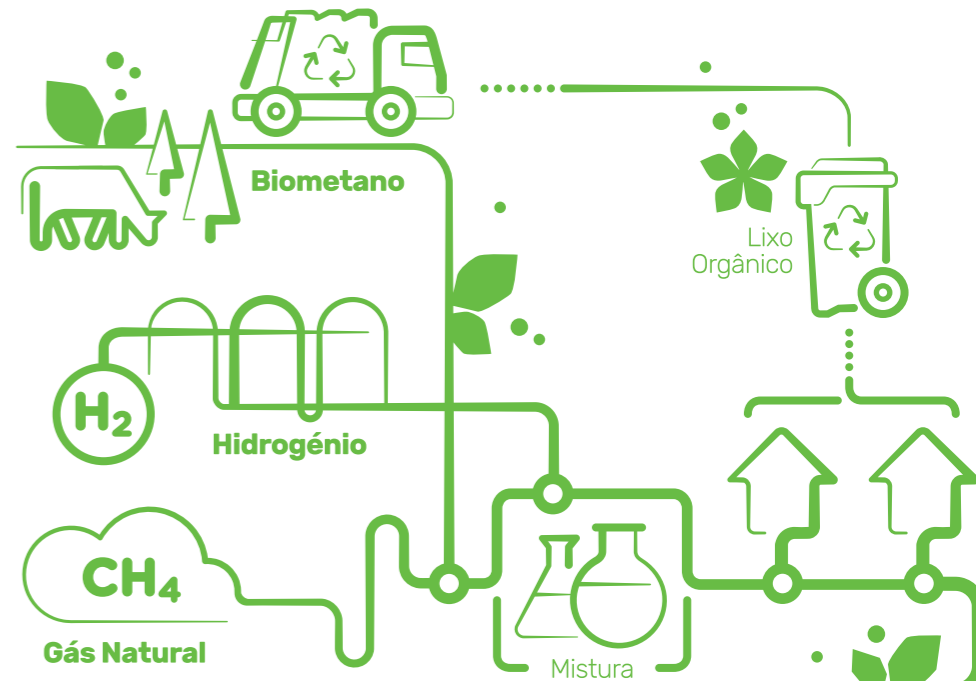 Biometano
Lixo
Orgânico
H₂
Hidrogénio
CH₄
Gás Natural
Mistura